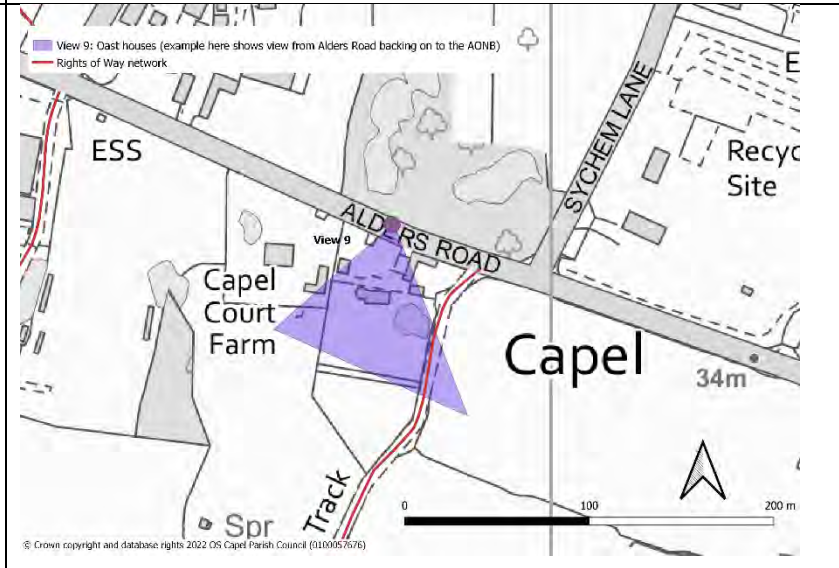 View 9: Oast houses (example here shows view from Alders Road backing on to the AONB)
Rights of Way network
E
ESS
SYCHEM LANE
Recyc
Site
ALDERS ROAD
View 9
Capel
Court
Farm
Capel
34m
Track
Spr
0 100 200 m
© Crown copyright and database rights 2022 OS Capel Parish Council (0100057676)